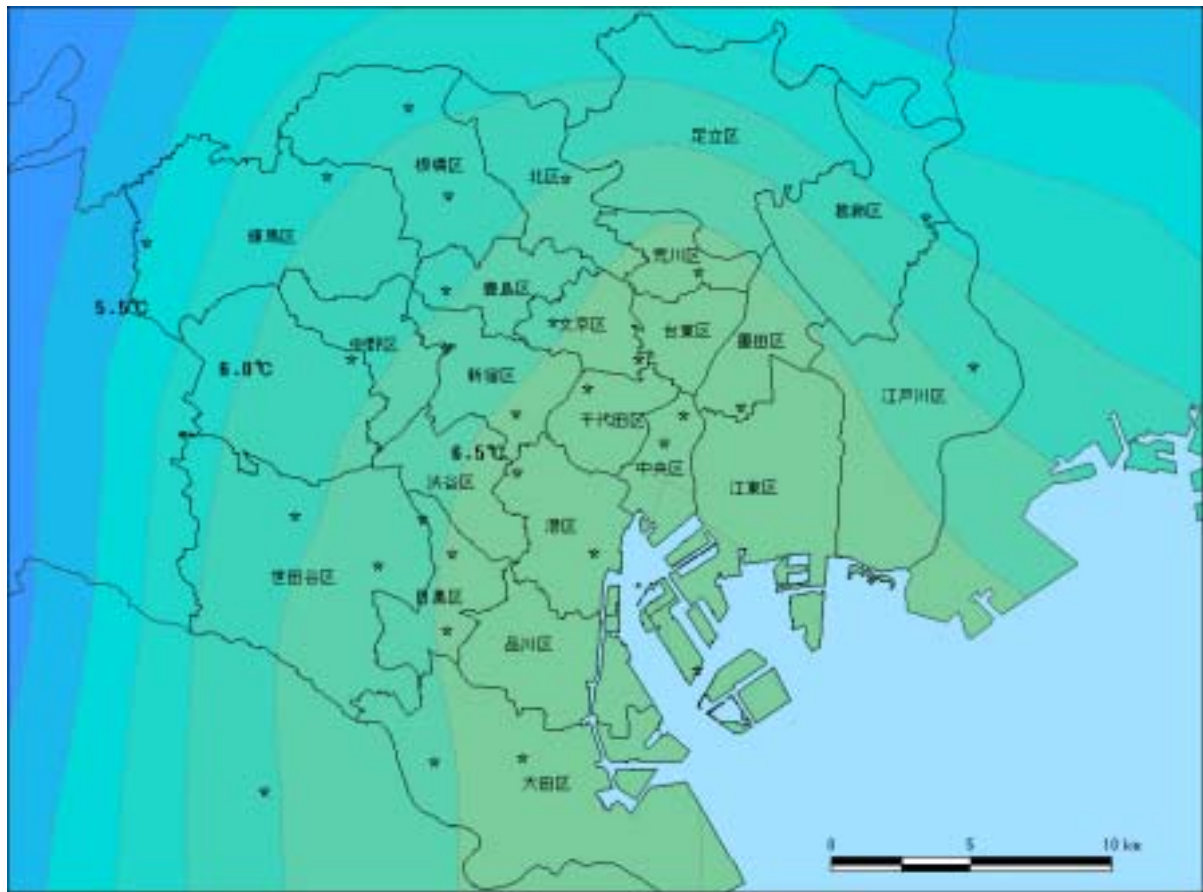 足立区
板橋区
北区
葛飾区
練馬区
荒川区
豊島区
5.5℃
文京区
台東区
中野区
墨田区
6.0℃
新宿区
江戸川区
千代田区
6.5℃
中央区
渋谷区
江東区
港区
世田谷区
目黒区
品川区
大田区
0 5 10 km